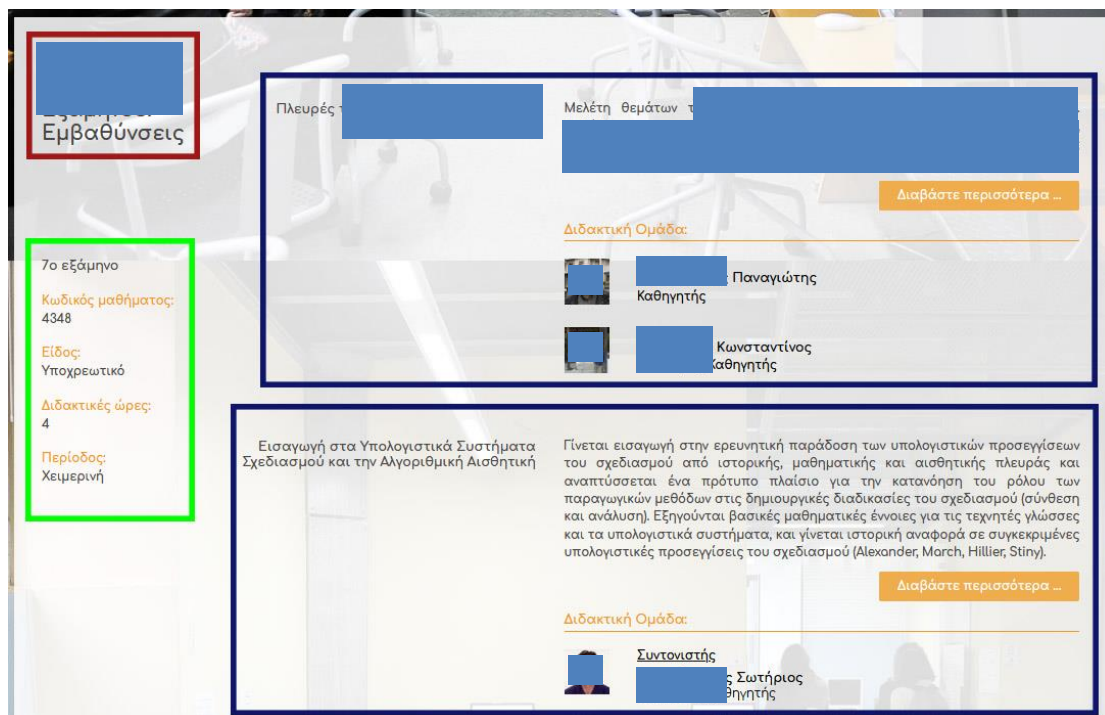 Εμβαθύνσεις
7ο εξάμηνο
Κωδικός μαθήματος:
4348
Είδος:
Υποχρεωτικό
Διδακτικές ώρες:
4
Περίοδος:
Χειμερινή
Πλευρές
Μελέτη θεμάτων
Διαβάστε περισσότερα ...
Διδακτική Ομάδα:
Παναγιώτης
Καθηγητής
Κωνσταντίνος
Καθηγητής
Εισαγωγή στα Υπολογιστικά Συστήματα
Σχεδιασμού και την Αλγοριθμική Αισθητική
Γίνεται εισαγωγή στην ερευνητική παράδοση των υπολογιστικών προσεγγίσεων
του σχεδιασμού από ιστορικής, μαθηματικής και αισθητικής πλευράς και
αναπτύσσεται ένα πρότυπο πλαίσιο για την κατανόηση του ρόλου των
παραγωγικών μεθόδων στις δημιουργικές διαδικασίες του σχεδιασμού (σύνθεση
και ανάλυση). Εξηγούνται βασικές μαθηματικές έννοιες για τις τεχνητές γλώσσες
και τα υπολογιστικά συστήματα, και γίνεται ιστορική αναφορά σε συγκεκριμένες
υπολογιστικές προσεγγίσεις του σχεδιασμού (Alexander, March, Hillier, Stiny).
Διαβάστε περισσότερα ...
Διδακτική Ομάδα:
Συντονιστής
Σωτήριος